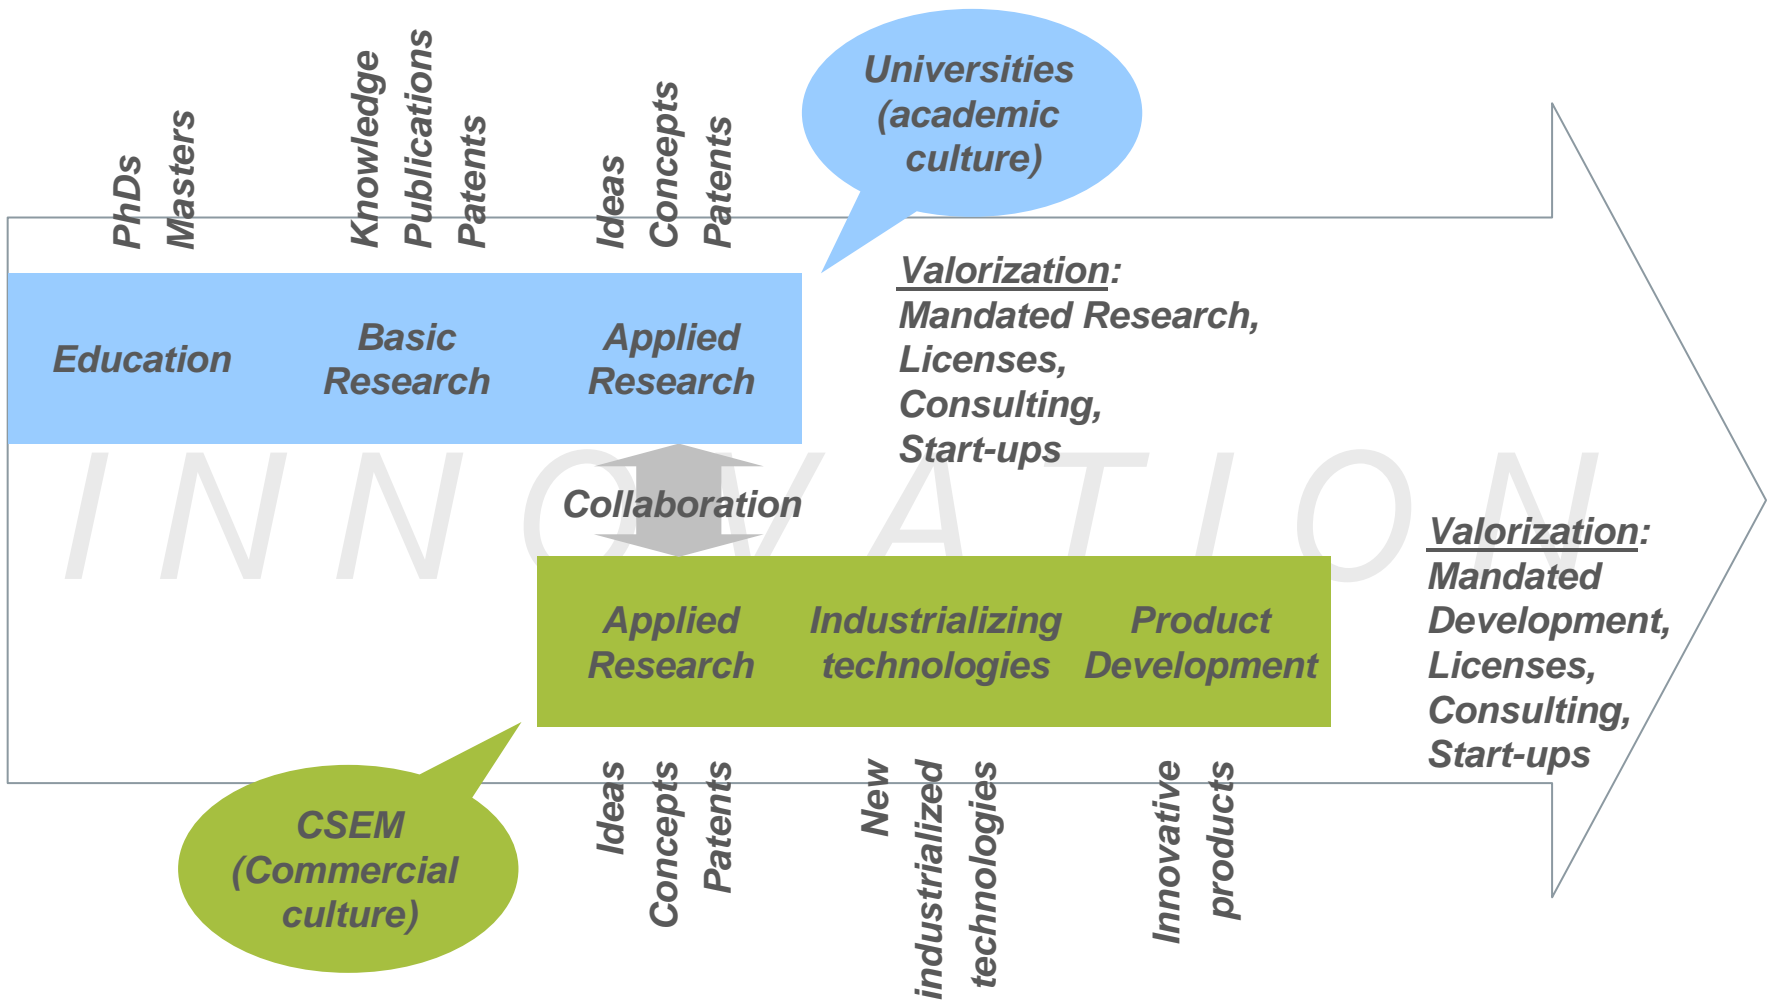 PhDs
Masters
Knowledge
Publications
Patents
Ideas
Concepts
Patents
Universities
(academic
culture)
Education
Basic
Research
Applied
Research
Valorization:
Mandated Research,
Licenses,
Consulting,
Start-ups
INNOVATION
Collaboration
Applied
Research
Industrializing
technologies
Product
Development
Valorization:
Mandated
Development,
Licenses,
Consulting,
Start-ups
CSEM
(Commercial
culture)
Ideas
Concepts
Patents
New
industrialized
technologies
Innovative
products